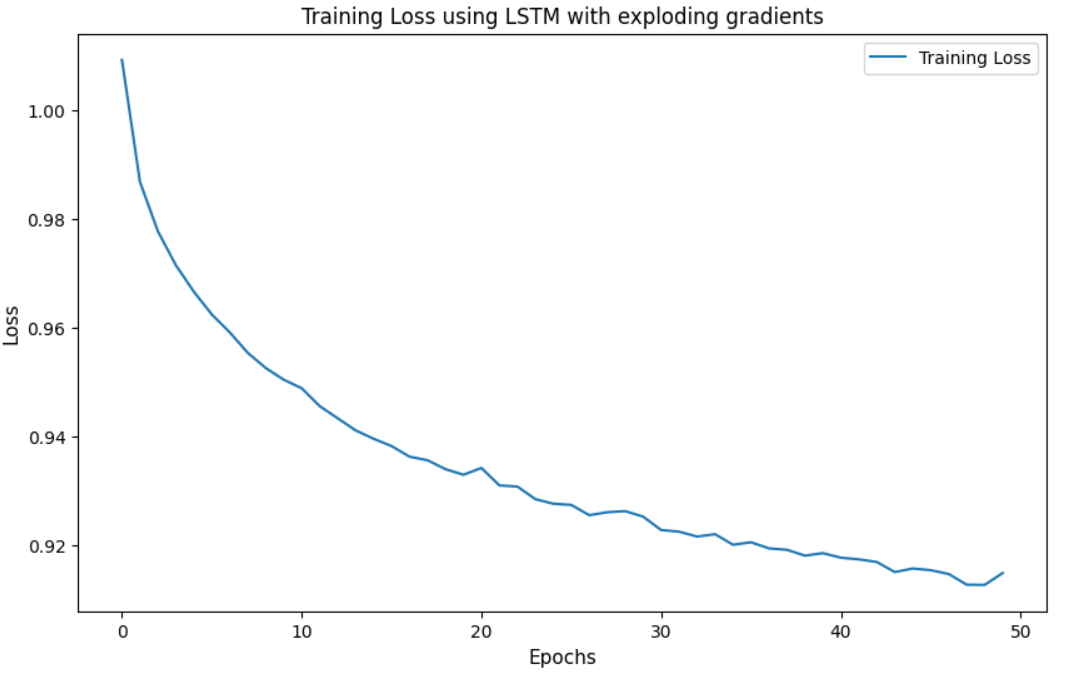 Training Loss using LSTM with exploding gradients
Training Loss
1.00
0.98
0.96
0.94
0.92
Loss
0 10 20 30 40 50
Epochs